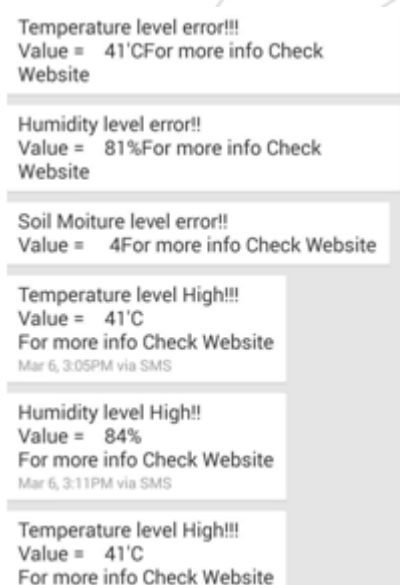 Temperature level error!!!
Value = 41'CFor more info Check
Website
Humidity level error!!
Value = 81%For more info Check
Website
Soil Moiture level error!!
Value = 4For more info Check Website
Temperature level High!!!
Value = 41'C
For more info Check Website
Mar 6, 3:05PM via SMS
Humidity level High!!
Value = 84%
For more info Check Website
Mar 6, 3:11PM via SMS
Temperature level High!!!
Value = 41'C
For more info Check Website